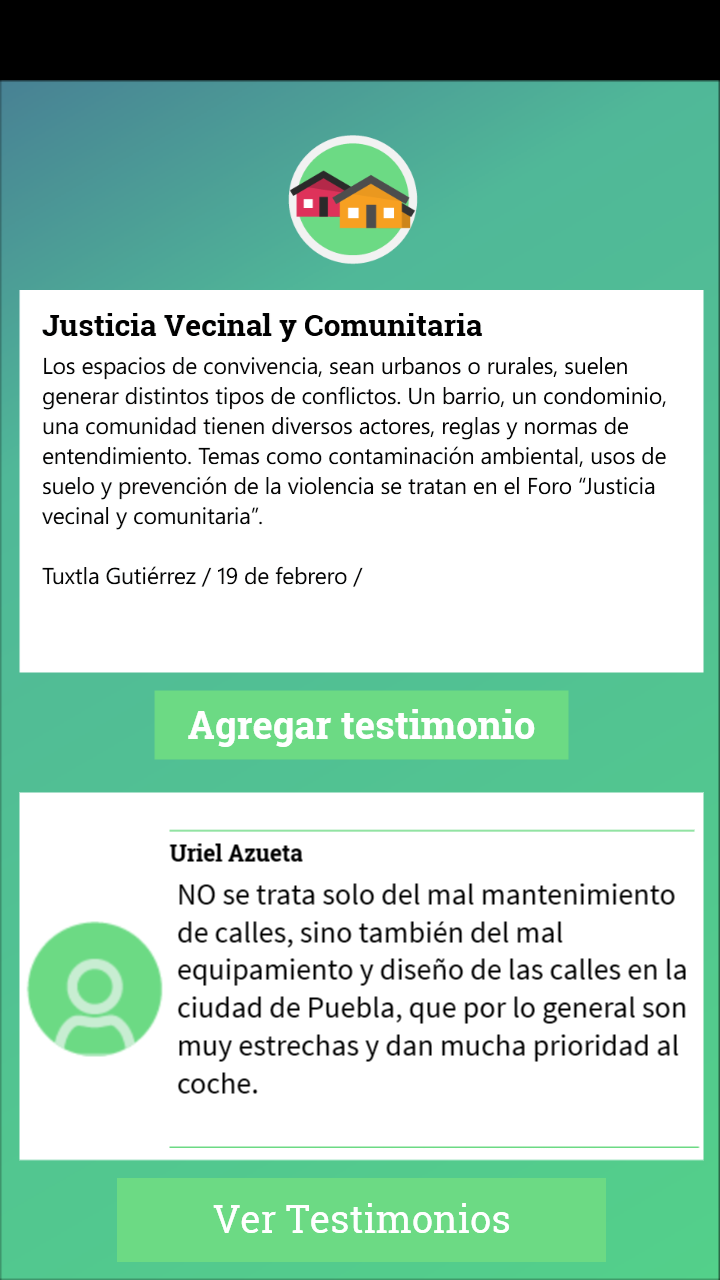 Justicia Vecinal y Comunitaria
Los espacios de convivencia, sean urbanos o rurales, suelen
generar distintos tipos de conflictos. Un barrio, un condominio,
una comunidad tienen diversos actores, reglas y normas de
entendimiento. Temas como contaminación ambiental, usos de
suelo y prevención de la violencia se tratan en el Foro “Justicia
vecinal y comunitaria”.
Tuxtla Gutiérrez / 19 de febrero /
Agregar testimonio
Uriel Azueta
NO se trata solo del mal mantenimiento
de calles, sino también del mal
equipamiento y diseño de las calles en la
ciudad de Puebla, que por lo general son
muy estrechas y dan mucha prioridad al
coche.
Ver Testimonios